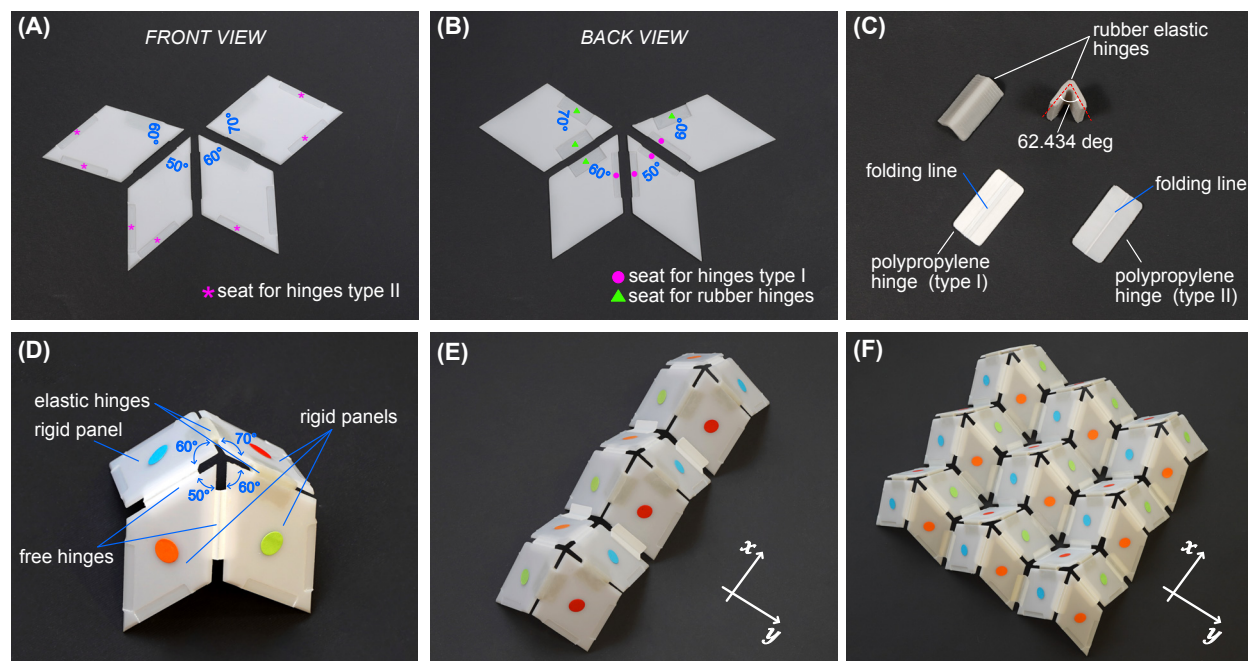 (A)
FRONT VIEW
60°
70°
50°
60°
* seat for hinges type II
(B)
BACK VIEW
70°
60°
60°
50°
seat for hinges type I
seat for rubber hinges
(C)
rubber elastic
hinges
62.434 deg
folding line
folding line
polypropylene
hinge (type I)
polypropylene
hinge (type II)
(D)
elastic hinges
rigid panel
rigid panels
60°
70°
50°
60°
free hinges
(E)
x
y
(F)
x
y